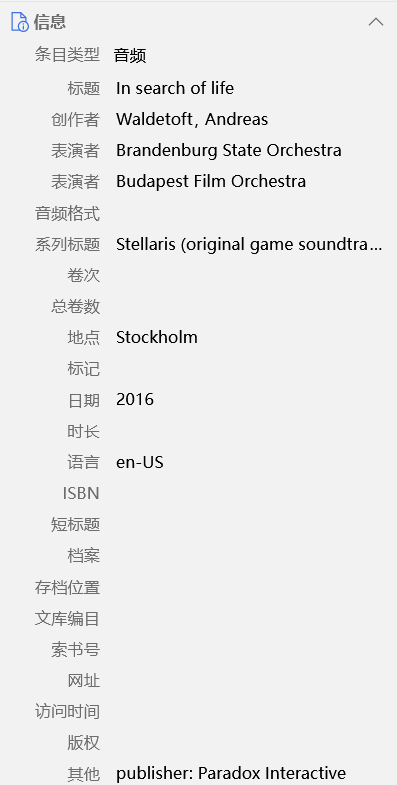 信息
条目类型 音频
标题 In search of life
创作者 Waldetoft, Andreas
表演者 Brandenburg State Orchestra
表演者 Budapest Film Orchestra
音频格式
系列标题 Stellaris (original game soundtra...
卷次
总卷数
地点 Stockholm
标记
日期 2016
时长
语言 en-US
ISBN
短标题
档案
存档位置
文库编目
索书号
网址
访问时间
版权
其他 publisher: Paradox Interactive